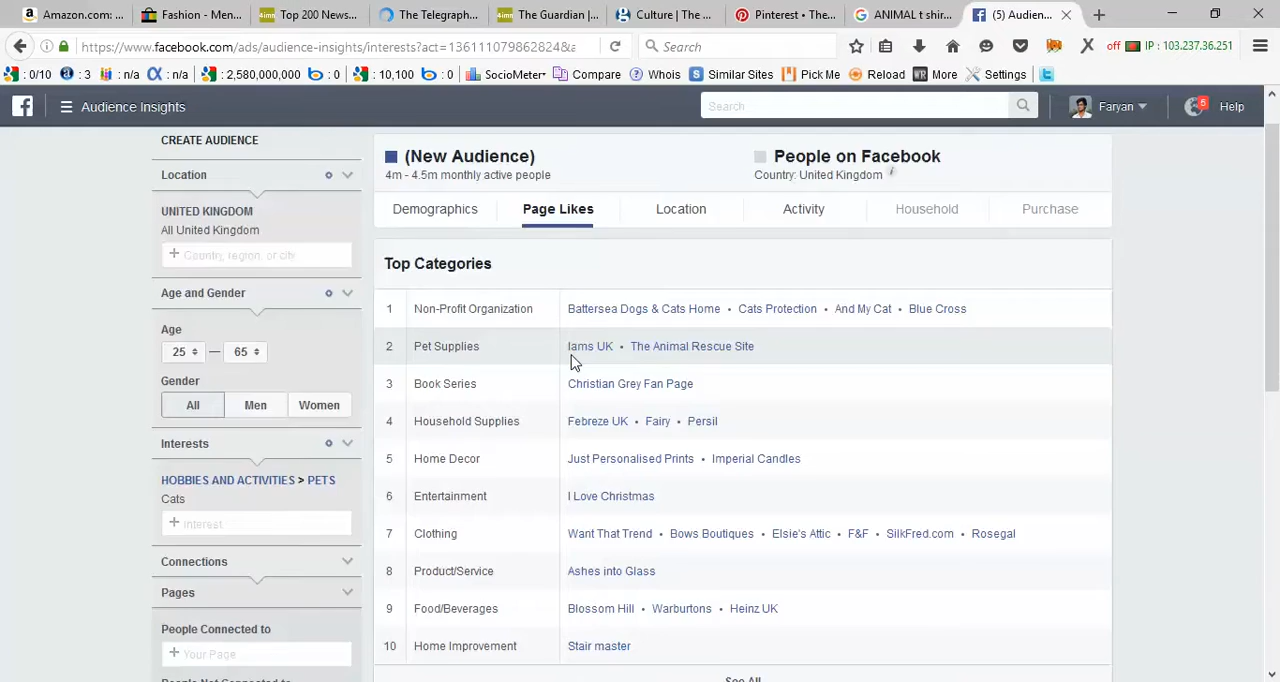 Amazon.com: ...
Fashion - Men...
Top 200 News...
The Telegraph...
The Guardian |...
Culture | The ...
Pinterest • The...
ANIMAL t shir...
(5) Audien...
https://www.facebook.com/ads/audience-insights/interests?act=1361110798628248&a
Search
off IP : 103.237.36.251
: 0/10 : 3 : n/a : n/a : 2,580,000,000 : 0 : 10,100 : 0 SocioMeter Compare Whois Similar Sites Pick Me Reload More Settings
Audience Insights
Search
Faryan
6
Help
CREATE AUDIENCE
Location
UNITED KINGDOM
All United Kingdom
+ Country, region, or city
Age and Gender
Age
25 — 65
Gender
All Men Women
Interests
HOBBIES AND ACTIVITIES > PETS
Cats
+ Interest
Connections
Pages
People Connected to
+ Your Page
People Not Connected to
(New Audience)
4m - 4.5m monthly active people
People on Facebook
Country: United Kingdom i
Demographics Page Likes Location Activity Household Purchase
Top Categories
1 Non-Profit Organization Battersea Dogs & Cats Home • Cats Protection • And My Cat • Blue Cross
2 Pet Supplies Iams UK • The Animal Rescue Site
3 Book Series Christian Grey Fan Page
4 Household Supplies Febreze UK • Fairy • Persil
5 Home Decor Just Personalised Prints • Imperial Candles
6 Entertainment I Love Christmas
7 Clothing Want That Trend • Bows Boutiques • Elsie's Attic • F&F • SilkFred.com • Rosegal
8 Product/Service Ashes into Glass
9 Food/Beverages Blossom Hill • Warburtons • Heinz UK
10 Home Improvement Stair master
See All